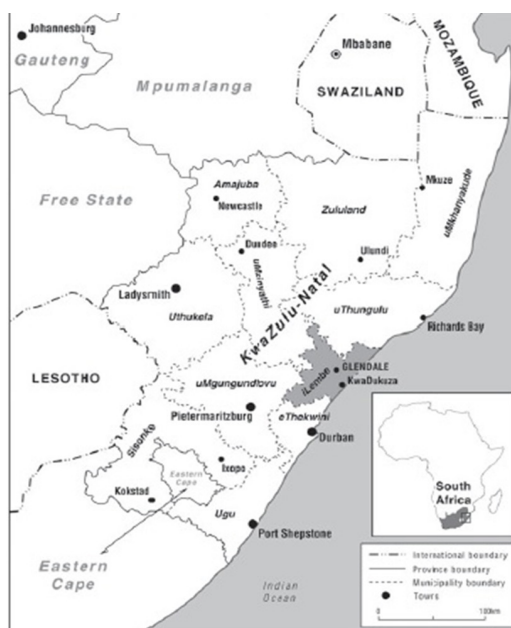 Johannesburg
Gauteng
Mpumalanga
Mbabane
SWAZILAND
MOZAMBIQUE
Free State
Amajuba
Newcastle
Zululand
Mkuze
uMkhanyakude
Dundee
uMzinyathi
Ulundi
Ladysmith
Uthukela
KwaZulu-Natal
uThungulu
Richards Bay
LESOTHO
iLembe
GLENDALE
KwaDukuza
uMgungundlovu
Pietermaritzburg
eThekwini
Durban
Sisonke
Ixopo
Eastern
Cape
Kokstad
Ugu
Port Shepstone
Eastern
Cape
Indian
Ocean
South
Africa
International boundary
Province boundary
Municipality boundary
Towns
0
100km